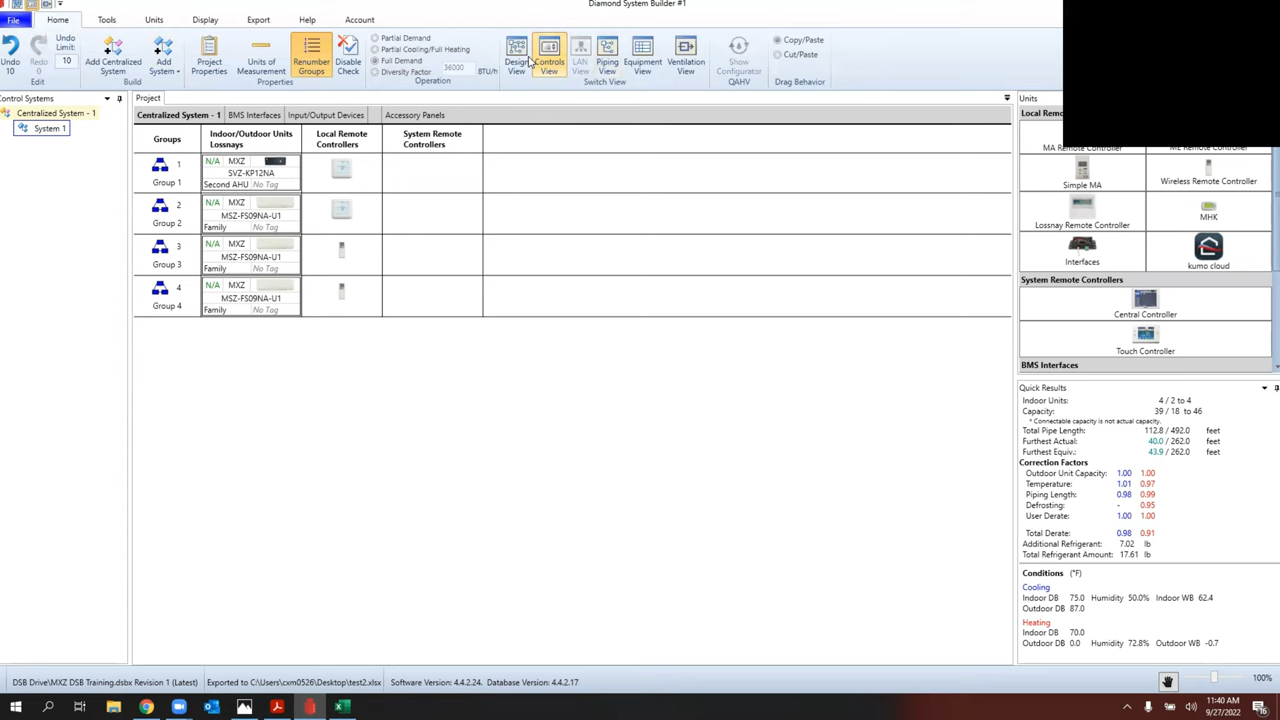 Diamond System Builder #1
File Home Tools Units Display Export Help Account
Undo 10
Redo 0
Undo Limit: 10
Edit
Add Centralized System
Add System
Build
Project Properties
Units of Measurement
Renumber Groups
Disable Check
Properties
Partial Demand
Partial Cooling/Full Heating
Full Demand
Diversity Factor 36000 BTU/h
Operation
Design View
Controls View
LAN View
Piping View
Equipment View
Ventilation View
Switch View
Show Configurator
QAHV
Copy/Paste
Cut/Paste
Drag Behavior
Control Systems
Centralized System - 1
System 1
Project
Centralized System - 1 BMS Interfaces Input/Output Devices Accessory Panels
Groups
Indoor/Outdoor Units Lossnays
Local Remote Controllers
System Remote Controllers
1
Group 1
N/A MXZ
SVZ-KP12NA
Second AHU No Tag
2
Group 2
N/A MXZ
MSZ-FS09NA-U1
Family No Tag
3
Group 3
N/A MXZ
MSZ-FS09NA-U1
Family No Tag
4
Group 4
N/A MXZ
MSZ-FS09NA-U1
Family No Tag
Units
MA Remote Controller
Simple MA
Wireless Remote Controller
Lossnay Remote Controller
MHK
Interfaces
kumo cloud
System Remote Controllers
Central Controller
Touch Controller
BMS Interfaces
Quick Results
Indoor Units: 4 / 2 to 4
Capacity: 39 / 18 to 46
* Connectable capacity is not actual capacity.
Total Pipe Length: 112.8 / 492.0 feet
Furthest Actual: 40.0 / 262.0 feet
Furthest Equiv.: 43.9 / 262.0 feet
Correction Factors
Outdoor Unit Capacity: 1.00 1.00
Temperature: 1.01 0.97
Piping Length: 0.98 0.99
Defrosting: - 0.95
User Derate: 1.00 1.00
Total Derate: 0.98 0.91
Additional Refrigerant: 7.02 lb
Total Refrigerant Amount: 17.61 lb
Conditions (°F)
Cooling
Indoor DB 75.0 Humidity 50.0% Indoor WB 62.4
Outdoor DB 87.0
Heating
Indoor DB 70.0
Outdoor DB 0.0 Humidity 72.8% Outdoor WB -0.7
DSB Drive\MXZ DSB Training.dsbx Revision 1 (Latest) Exported to C:\Users\cxm0526\Desktop\test2.xlsx Software Version: 4.4.2.24. Database Version: 4.4.2.17 100%
11:40 AM
9/27/2022
16